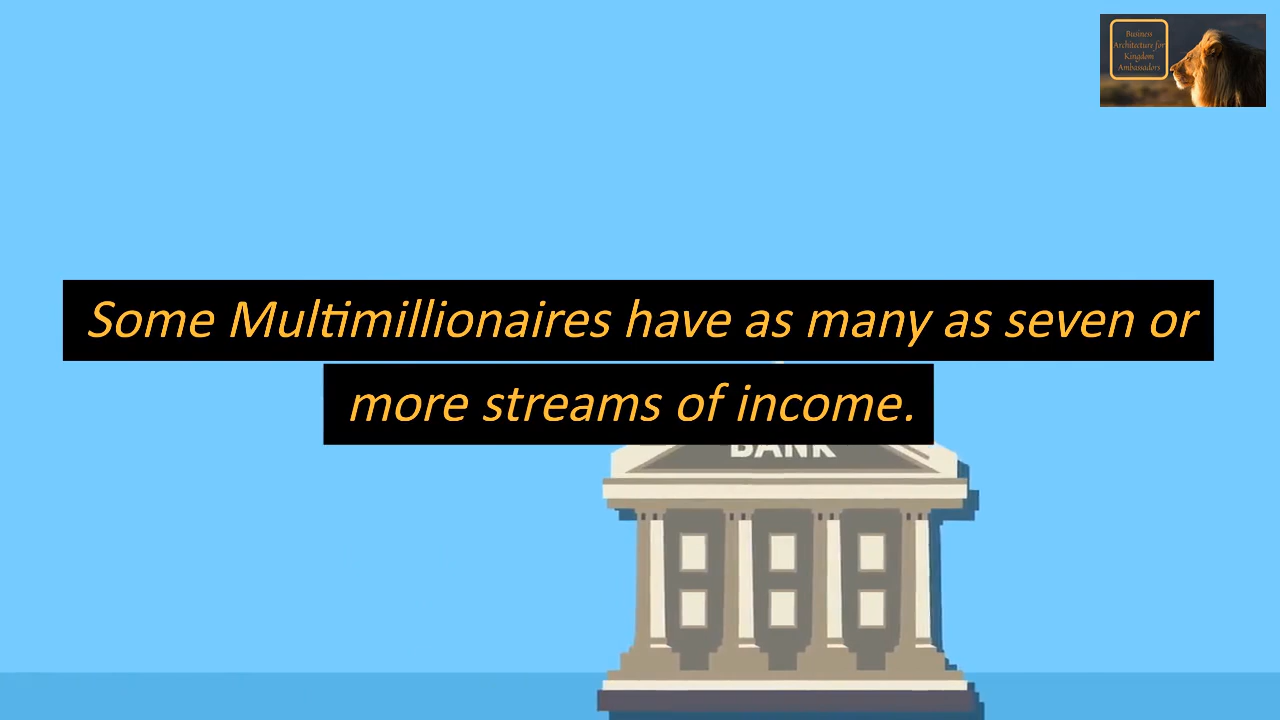 Business
Architecture for
Kingdom
Ambassadors
Some Multimillionaires have as many as seven or
more streams of income.
BANK